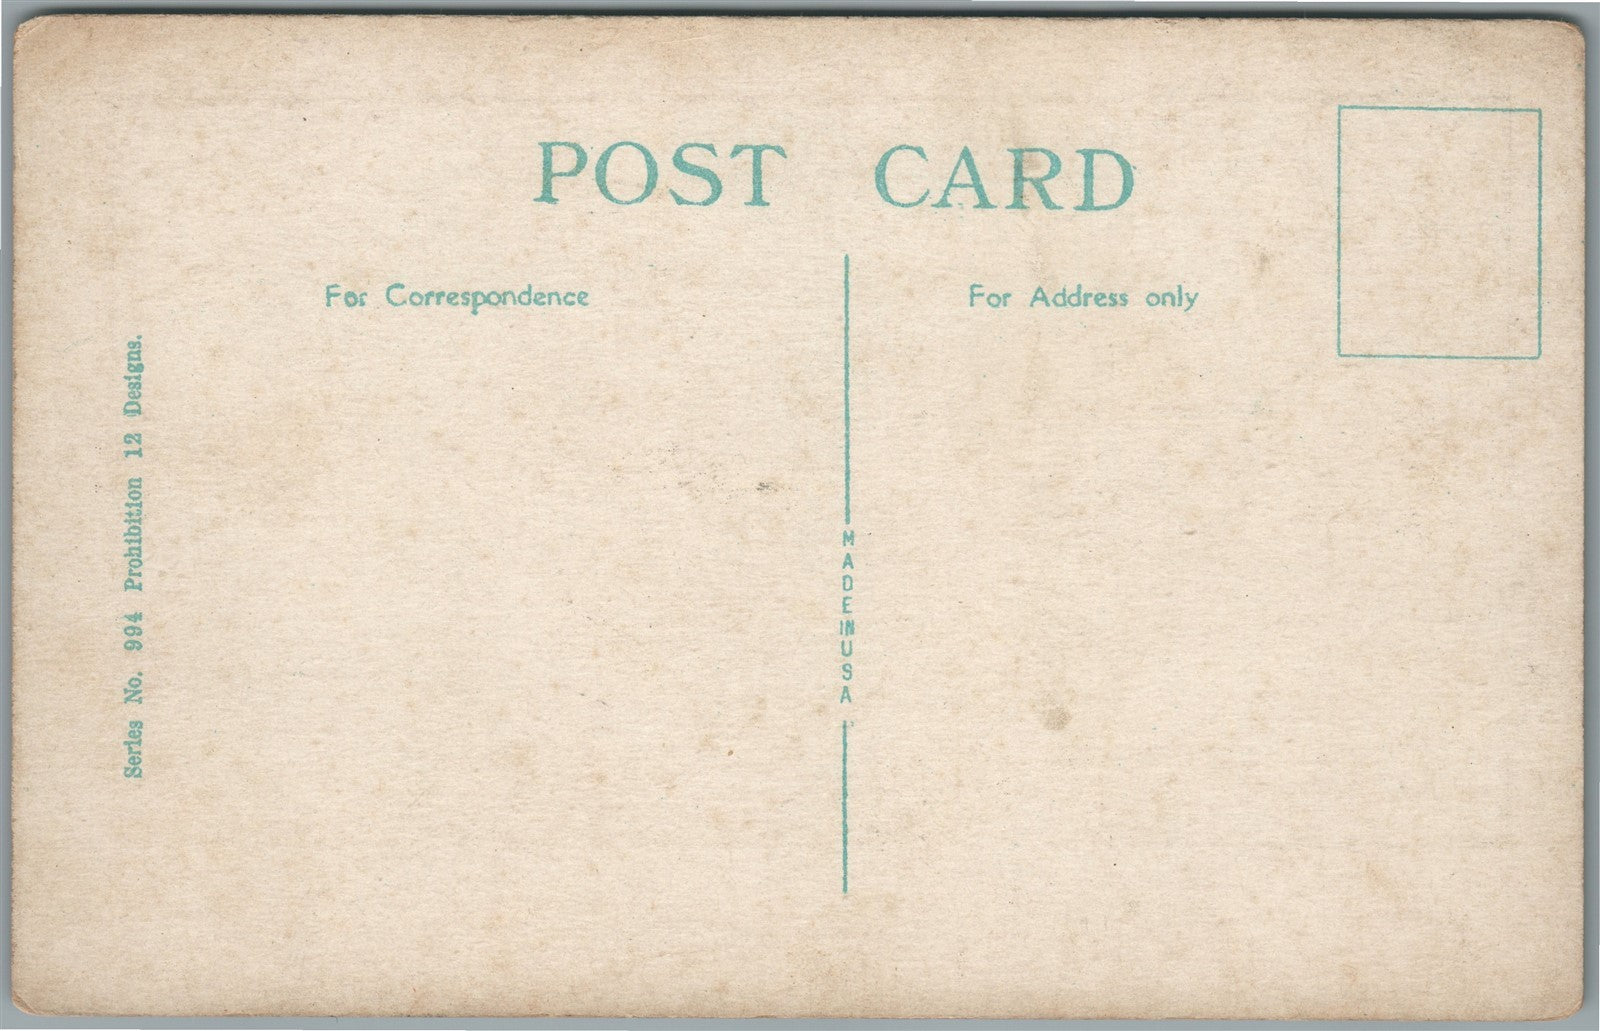 POST CARD
For Correspondence
For Address only
Series No. 994 Prohibition 12 Designs.
MADE IN USA